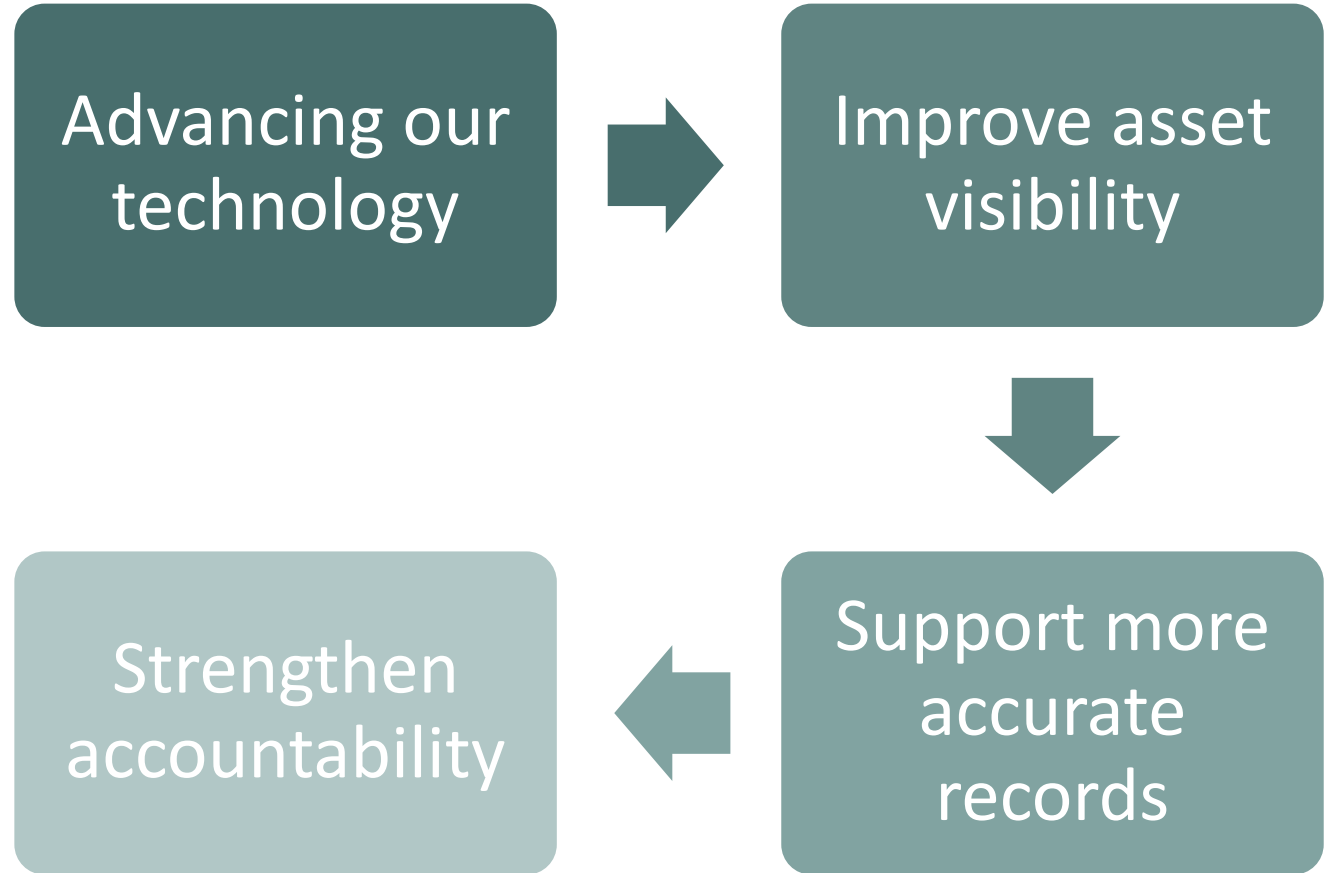 Advancing our
technology
Improve asset
visibility
Support more
accurate
records
Strengthen
accountability